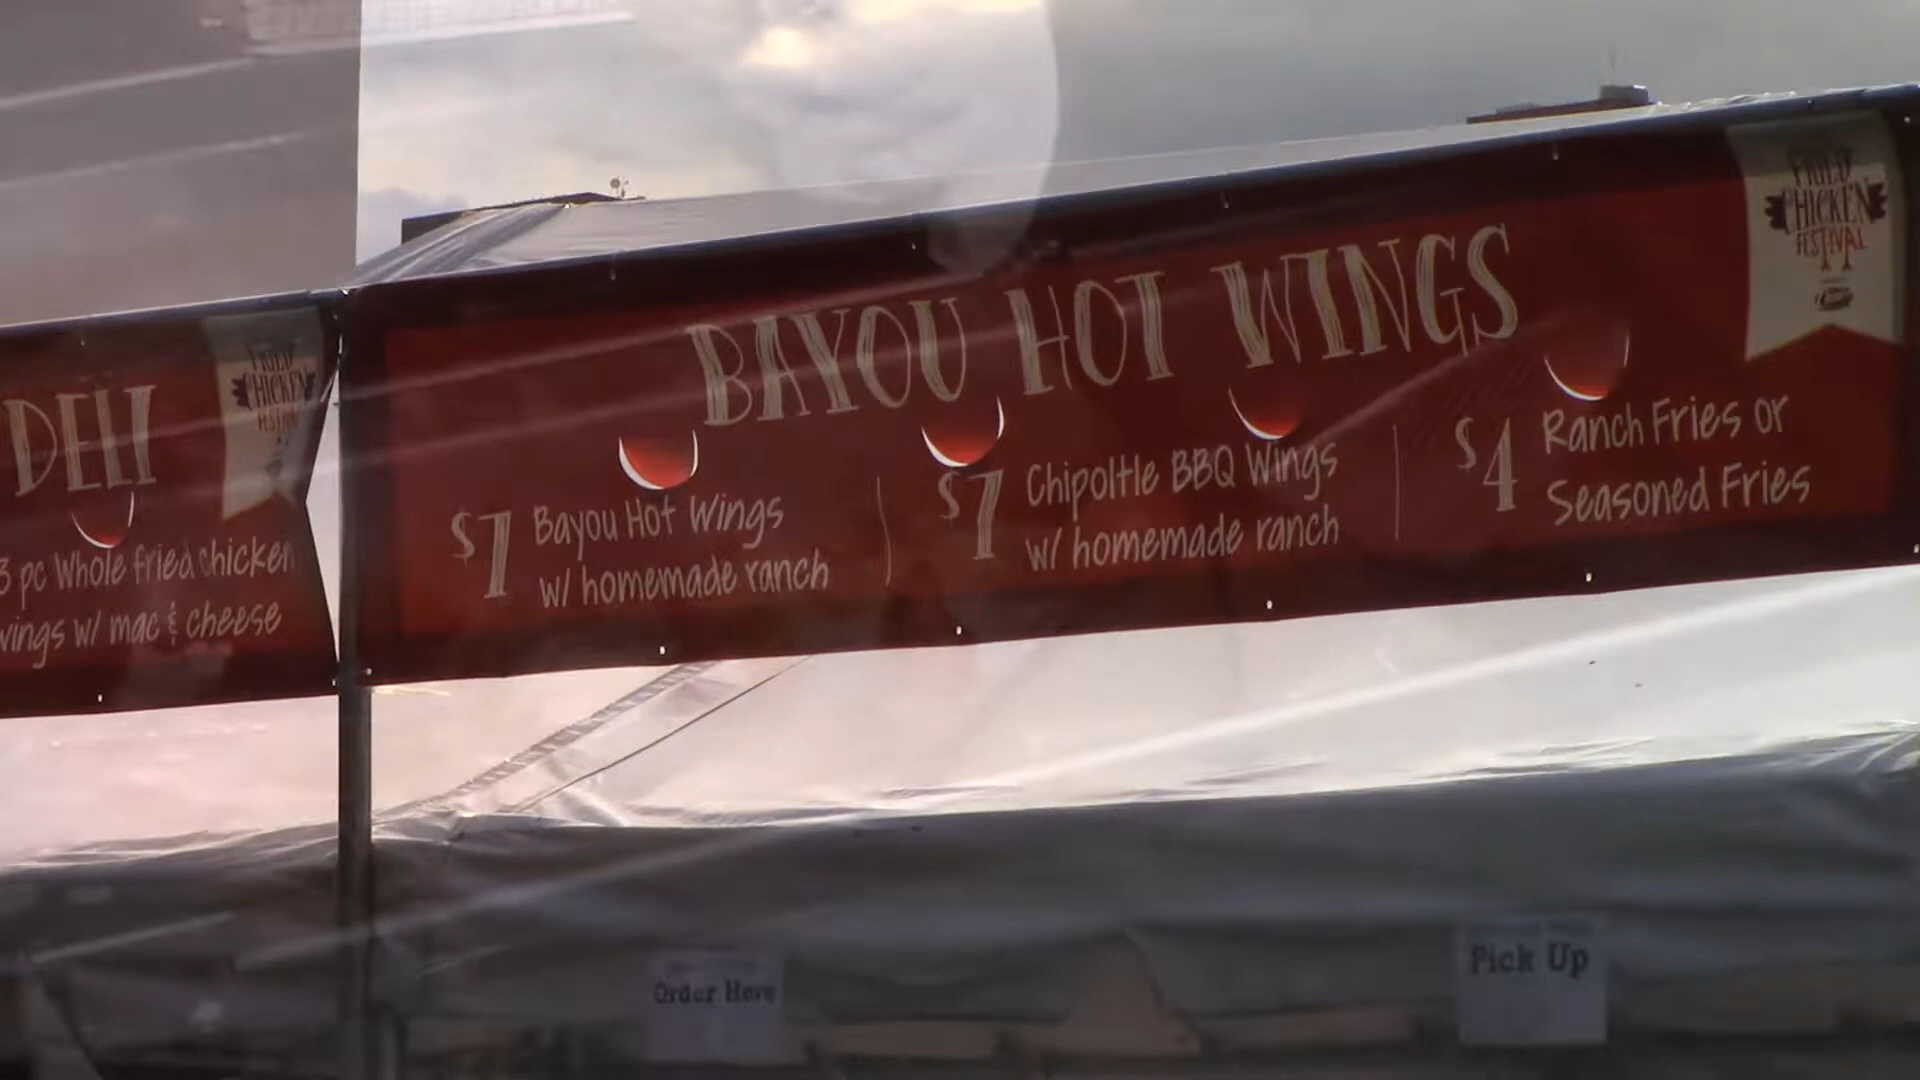 DELI
FRIED
CHICKEN
FESTIVAL
3 pc Whole fried chicken
wings w/ mac & cheese
BAYOU HOT WINGS
FRIED
CHICKEN
FESTIVAL
$7 Bayou Hot Wings
w/ homemade ranch
$7 Chipoltle BBQ Wings
w/ homemade ranch
$4 Ranch Fries or
Seasoned Fries
Order Here
Pick Up